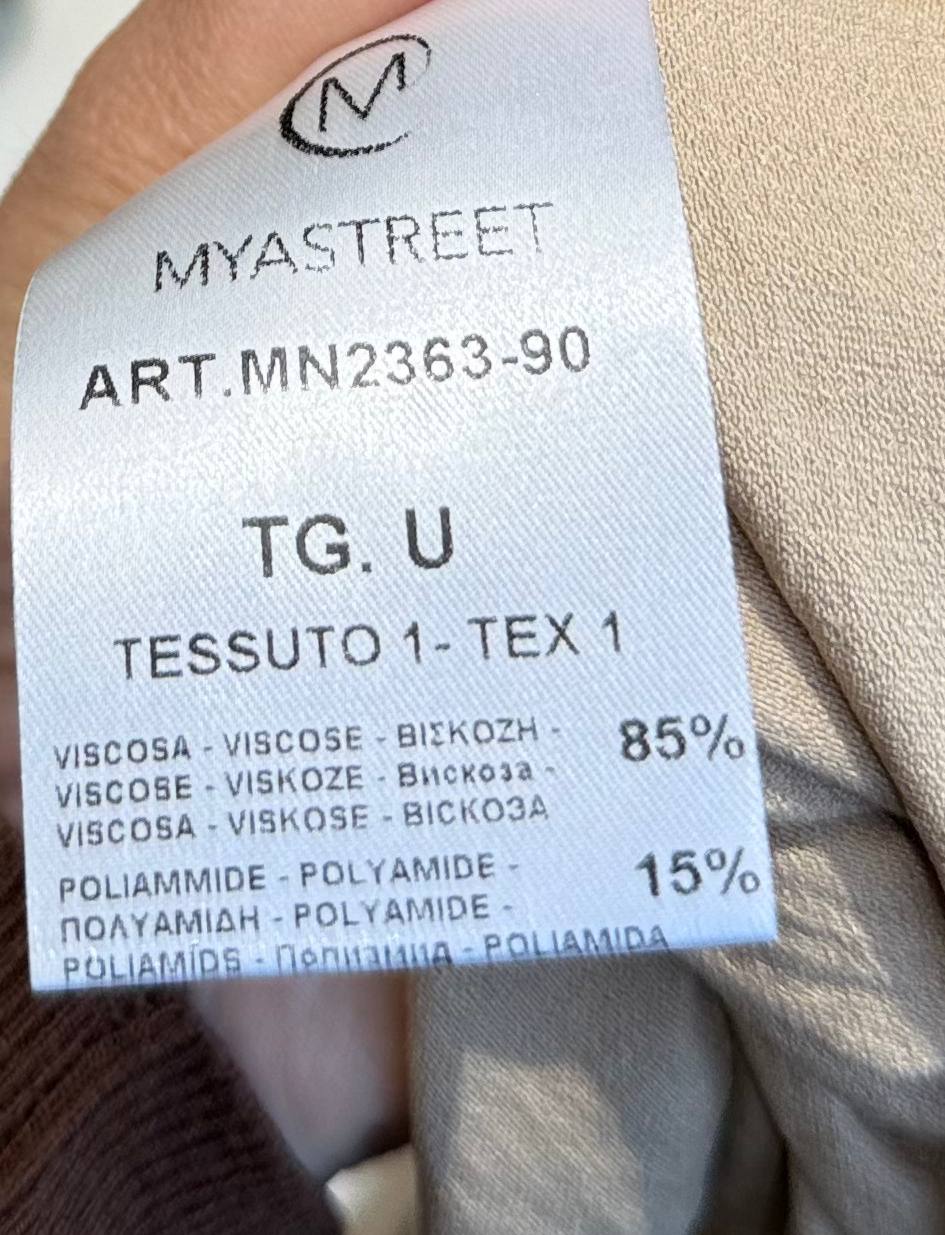 M
MYASTREET
ART.MN2363-90
TG. U
TESSUTO 1- TEX 1
VISCOSA - VISCOSE - ΒΙΣΚΟΖΗ - 85%
VISCOSE - VISKOZE - Вискоза -
VISCOSA - VISKOSE - ВІСКОЗА
POLIAMMIDE - POLYAMIDE - 15%
ΠΟΛΥΑΜΙΔΗ - POLYAMIDE -
POLIAMĪDS - - POLIAMIDA